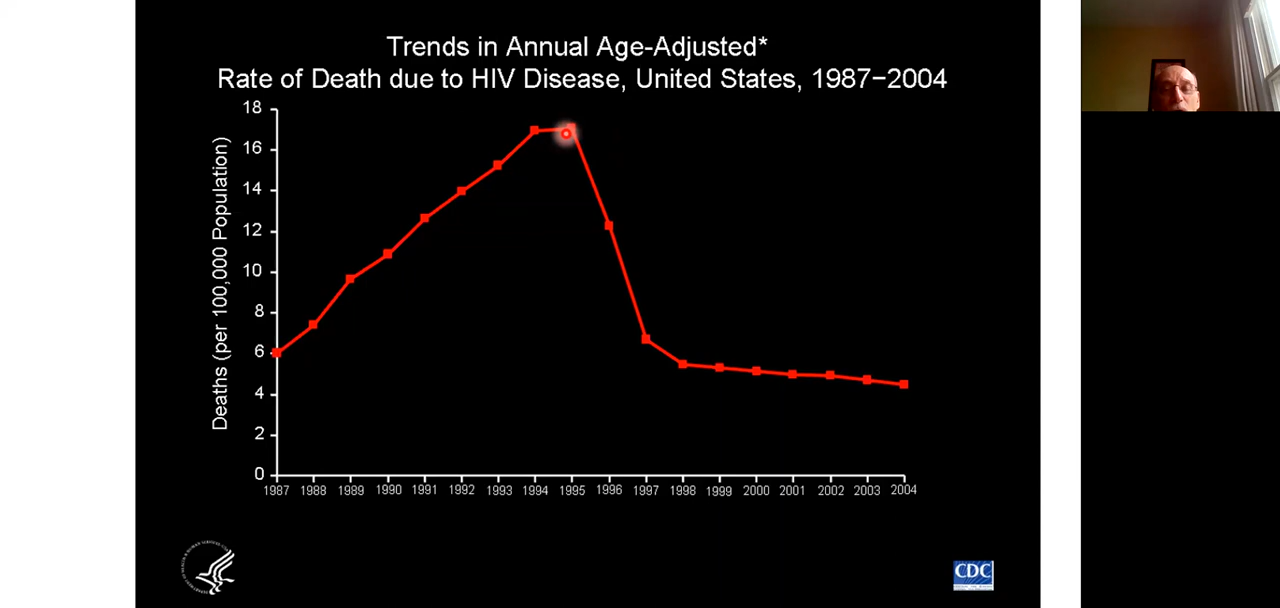 Trends in Annual Age-Adjusted*
Rate of Death due to HIV Disease, United States, 1987−2004
Deaths (per 100,000 Population)
18
16
14
12
10
8
6
4
2
0
1987 1988 1989 1990 1991 1992 1993 1994 1995 1996 1997 1998 1999 2000 2001 2002 2003 2004
CDC